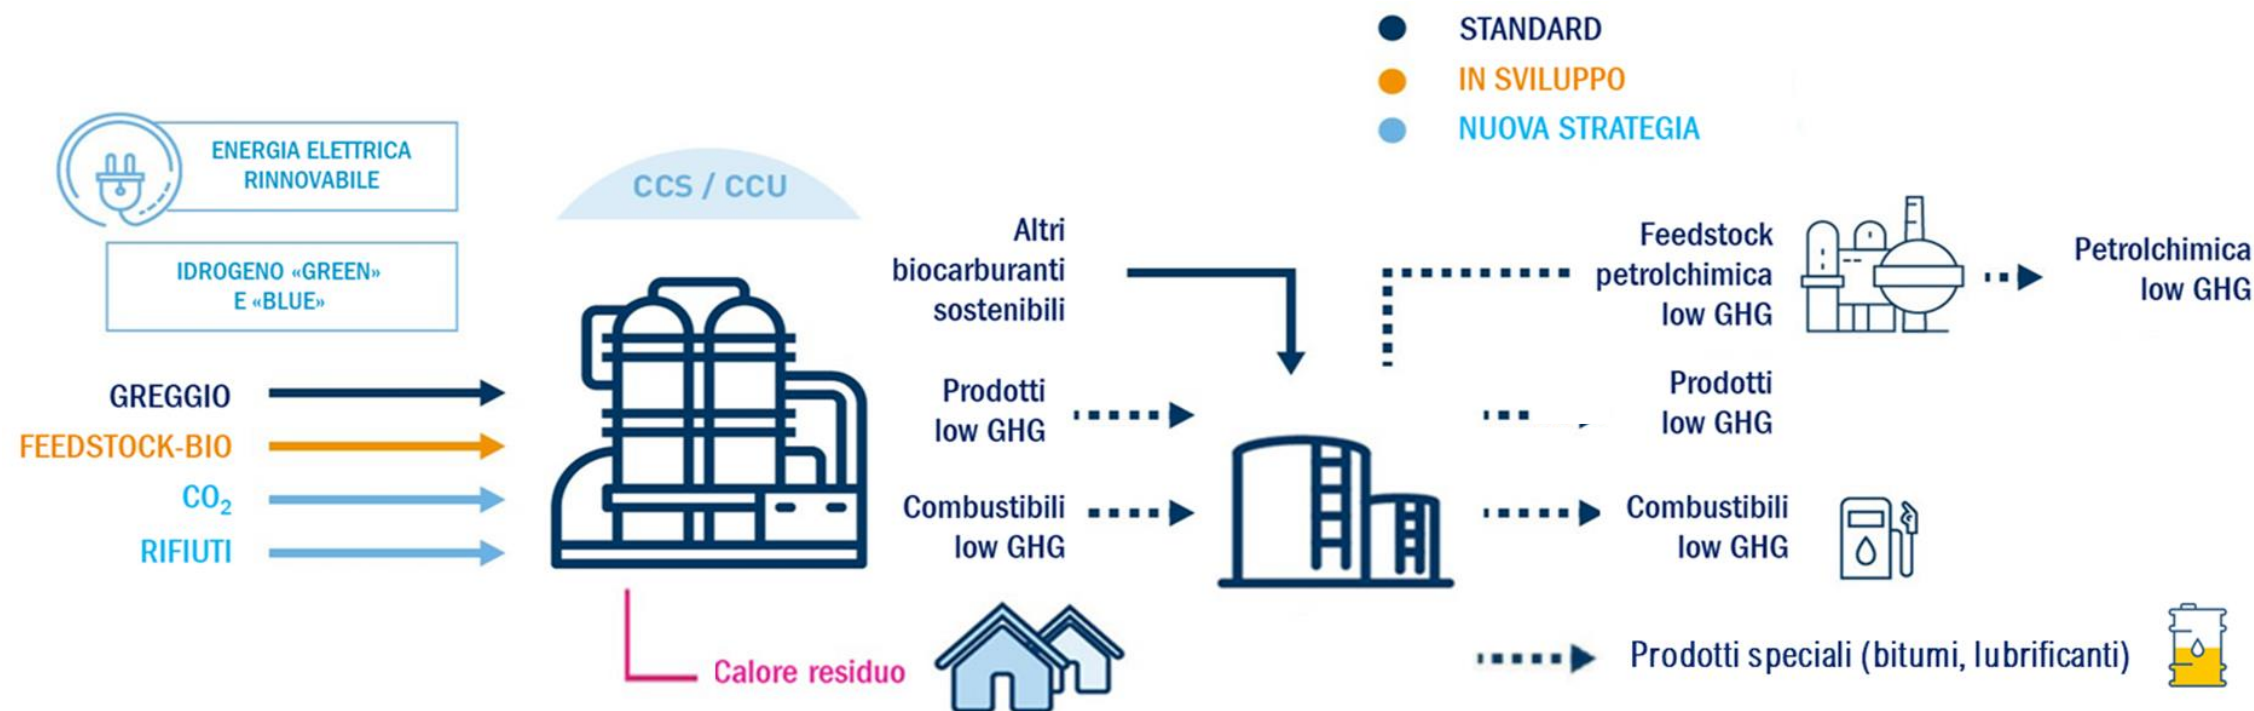 STANDARD
IN SVILUPPO
NUOVA STRATEGIA
ENERGIA ELETTRICA
RINNOVABILE
IDROGENO «GREEN»
E «BLUE»
GREGGIO
FEEDSTOCK-BIO
CO₂
RIFIUTI
CCS / CCU
Altri
biocarburanti
sostenibili
Prodotti
low GHG
Combustibili
low GHG
Calore residuo
Feedstock
petrolchimica
low GHG
Petrolchimica
low GHG
Prodotti
low GHG
Combustibili
low GHG
Prodotti speciali (bitumi, lubrificanti)